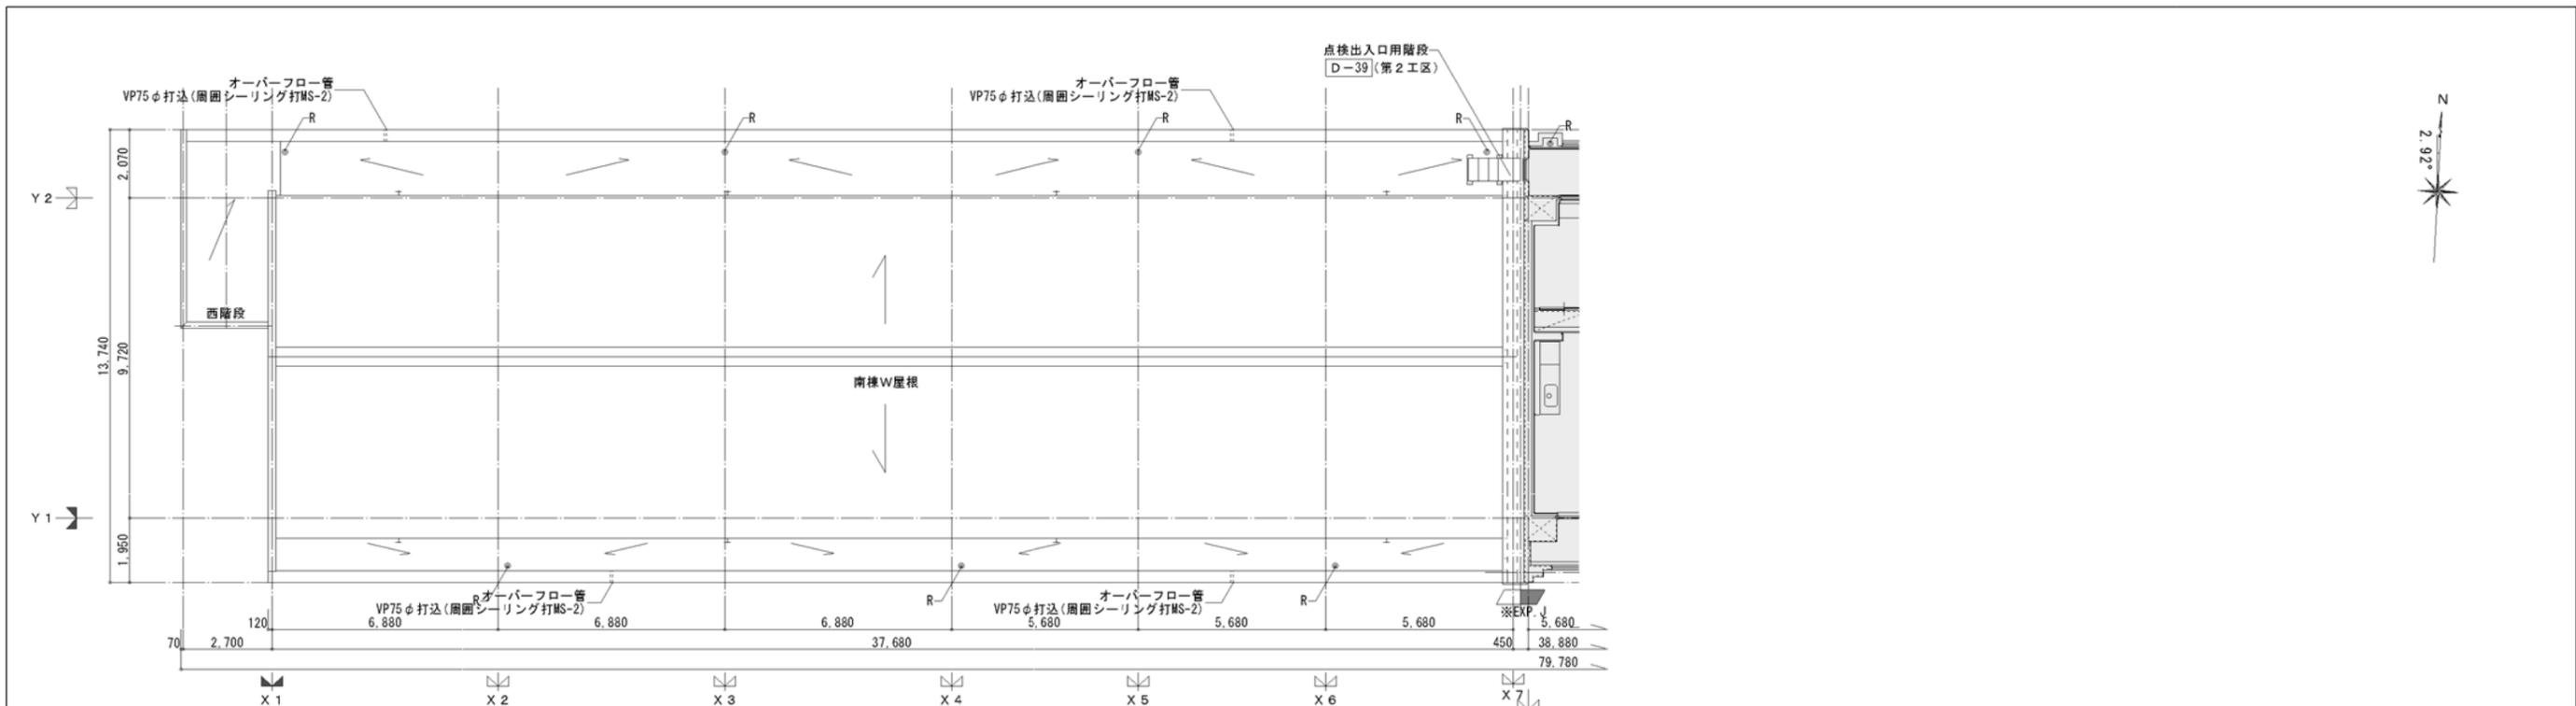 点検出入口用階段
D-39 (第2工区)
オーバーフロー管
VP75φ打込(周囲シーリング打MS-2)
オーバーフロー管
VP75φ打込(周囲シーリング打MS-2)
N
2.92°
R
R
R
R
R
2,070
Y2
西階段
13,740
9,720
南棟W屋根
Y1
1,950
R
オーバーフロー管
VP75φ打込(周囲シーリング打MS-2)
R
オーバーフロー管
VP75φ打込(周囲シーリング打MS-2)
R
※EXP.J
120
6,880
6,880
6,880
5,680
5,680
5,680
5,680
70
2,700
37,680
450
38,880
79,780
X1
X2
X3
X4
X5
X6
X7